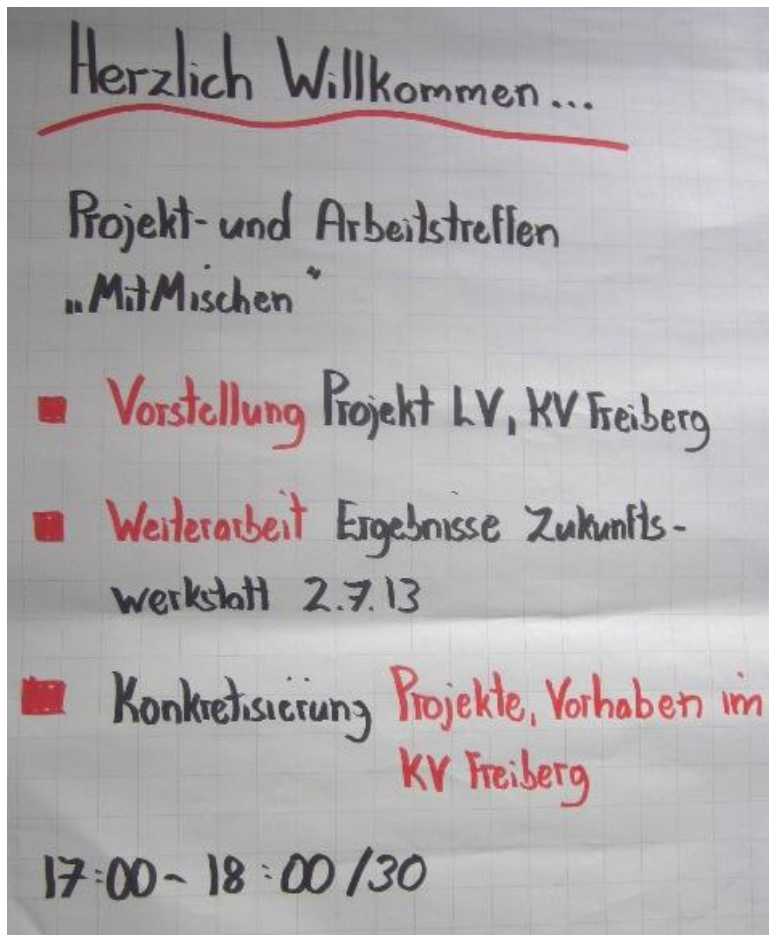 Herzlich Willkommen...
Projekt- und Arbeitstreffen
„MitMischen“
Vorstellung Projekt LV, KV Freiberg
Weiterarbeit Ergebnisse Zukunfts-
werkstatt 2.7.13
Konkretisierung Projekte, Vorhaben im
KV Freiberg
17:00 - 18:00/30